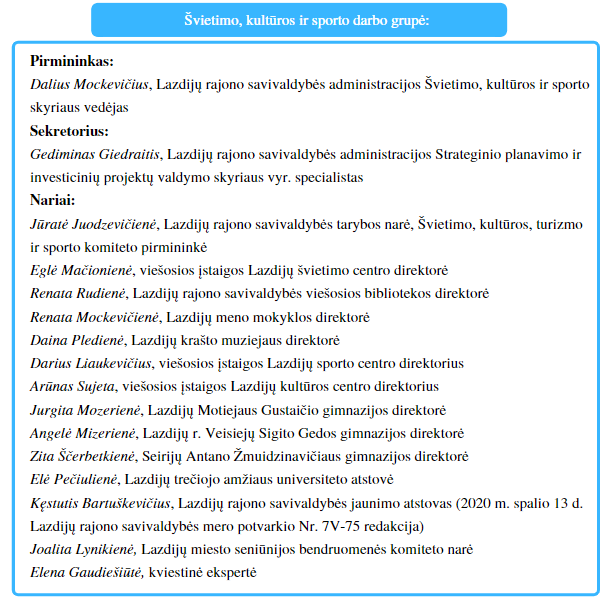 Švietimo, kultūros ir sporto darbo grupė:
Pirmininkas:
Dalius Mockevičius, Lazdijų rajono savivaldybės administracijos Švietimo, kultūros ir sporto
skyriaus vedėjas
Sekretorius:
Gediminas Giedraitis, Lazdijų rajono savivaldybės administracijos Strateginio planavimo ir
investicinių projektų valdymo skyriaus vyr. specialistas
Nariai:
Jūratė Juodzevičienė, Lazdijų rajono savivaldybės tarybos narė, Švietimo, kultūros, turizmo
ir sporto komiteto pirmininkė
Eglė Mačionienė, viešosios įstaigos Lazdijų švietimo centro direktorė
Renata Rudienė, Lazdijų rajono savivaldybės viešosios bibliotekos direktorė
Renata Mockevičienė, Lazdijų meno mokyklos direktorė
Daina Pledienė, Lazdijų krašto muziejaus direktorė
Darius Liaukevičius, viešosios įstaigos Lazdijų sporto centro direktorius
Arūnas Sujeta, viešosios įstaigos Lazdijų kultūros centro direktorius
Jurgita Mozerienė, Lazdijų Motiejaus Gustaičio gimnazijos direktorė
Angelė Mizerienė, Lazdijų r. Veisiejų Sigito Gedos gimnazijos direktorė
Zita Ščerbetkienė, Seirijų Antano Žmuidzinavičiaus gimnazijos direktorė
Elė Pečiulienė, Lazdijų trečiojo amžiaus universiteto atstovė
Kęstutis Bartuškevičius, Lazdijų rajono savivaldybės jaunimo atstovas (2020 m. spalio 13 d.
Lazdijų rajono savivaldybės mero potvarkio Nr. 7V-75 redakcija)
Joalita Lynikienė, Lazdijų miesto seniūnijos bendruomenės komiteto narė
Elena Gaudiešiūtė, kviestinė ekspertė